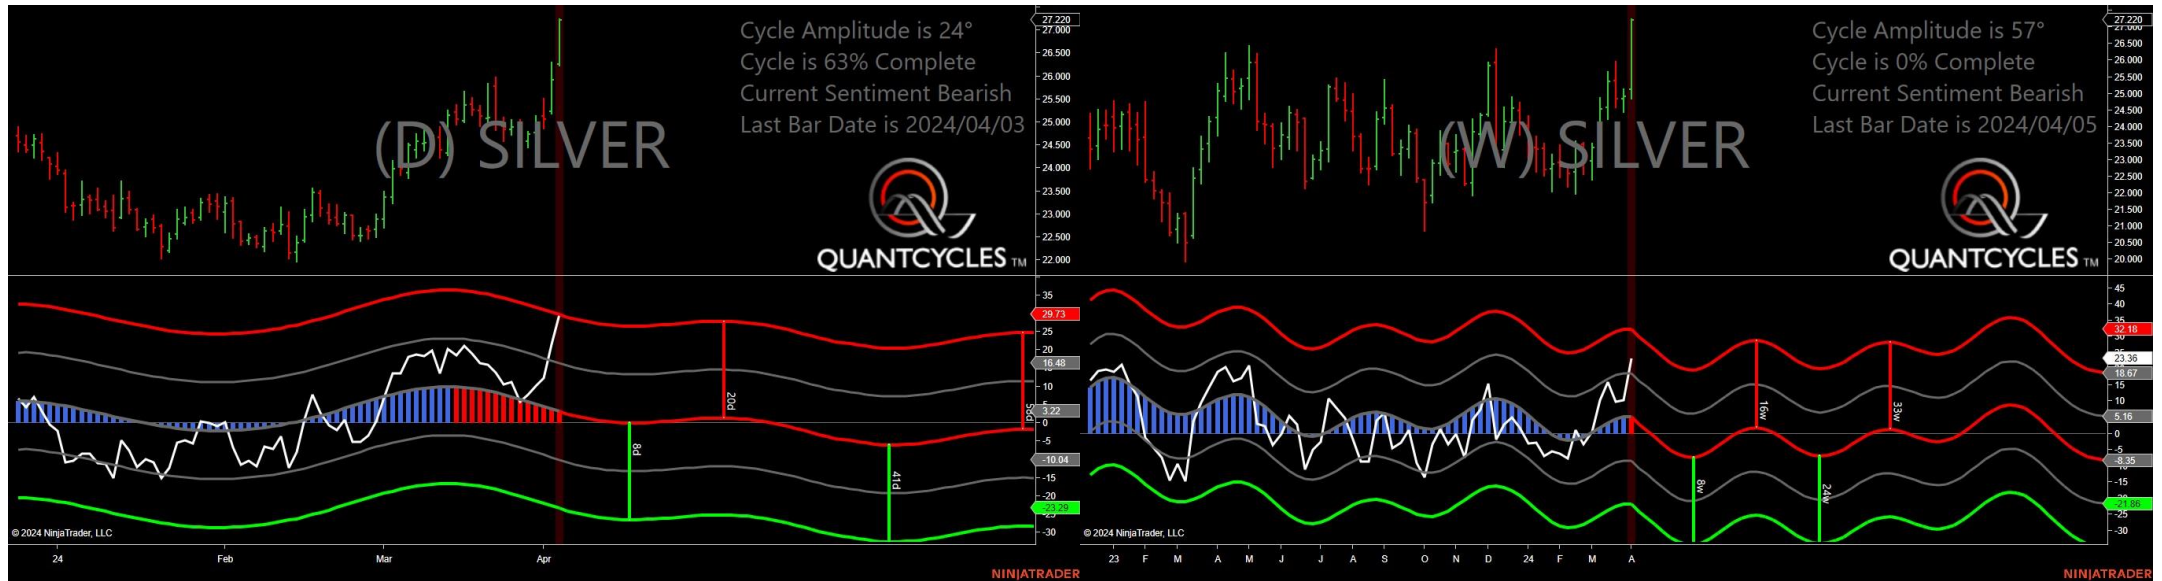 Cycle Amplitude is 24°
Cycle is 63% Complete
Current Sentiment Bearish
Last Bar Date is 2024/04/03
(D) SILVER
QUANTCYCLES TM
27.220
27.000
26.500
26.000
25.500
25.000
24.500
24.000
23.500
23.000
22.500
22.000
35
29.73
25
20
16.48
10
3.22
0
-5
-10.04
-15
-20
-23.29
-30
8d
20d
41d
© 2024 NinjaTrader, LLC
24
Feb
Mar
Apr
NINJATRADER
Cycle Amplitude is 57°
Cycle is 0% Complete
Current Sentiment Bearish
Last Bar Date is 2024/04/05
(W) SILVER
QUANTCYCLES TM
27.220
27.000
26.500
26.000
25.500
25.000
24.500
24.000
23.500
23.000
22.500
22.000
21.500
21.000
20.500
20.000
45
40
35
32.18
23.36
18.67
15
10
5.16
0
-5
-8.35
-15
-20
-21.86
-25
-30
8w
16w
24w
33w
© 2024 NinjaTrader, LLC
23
F
M
A
M
J
J
A
S
O
N
D
24
F
M
A
NINJATRADER